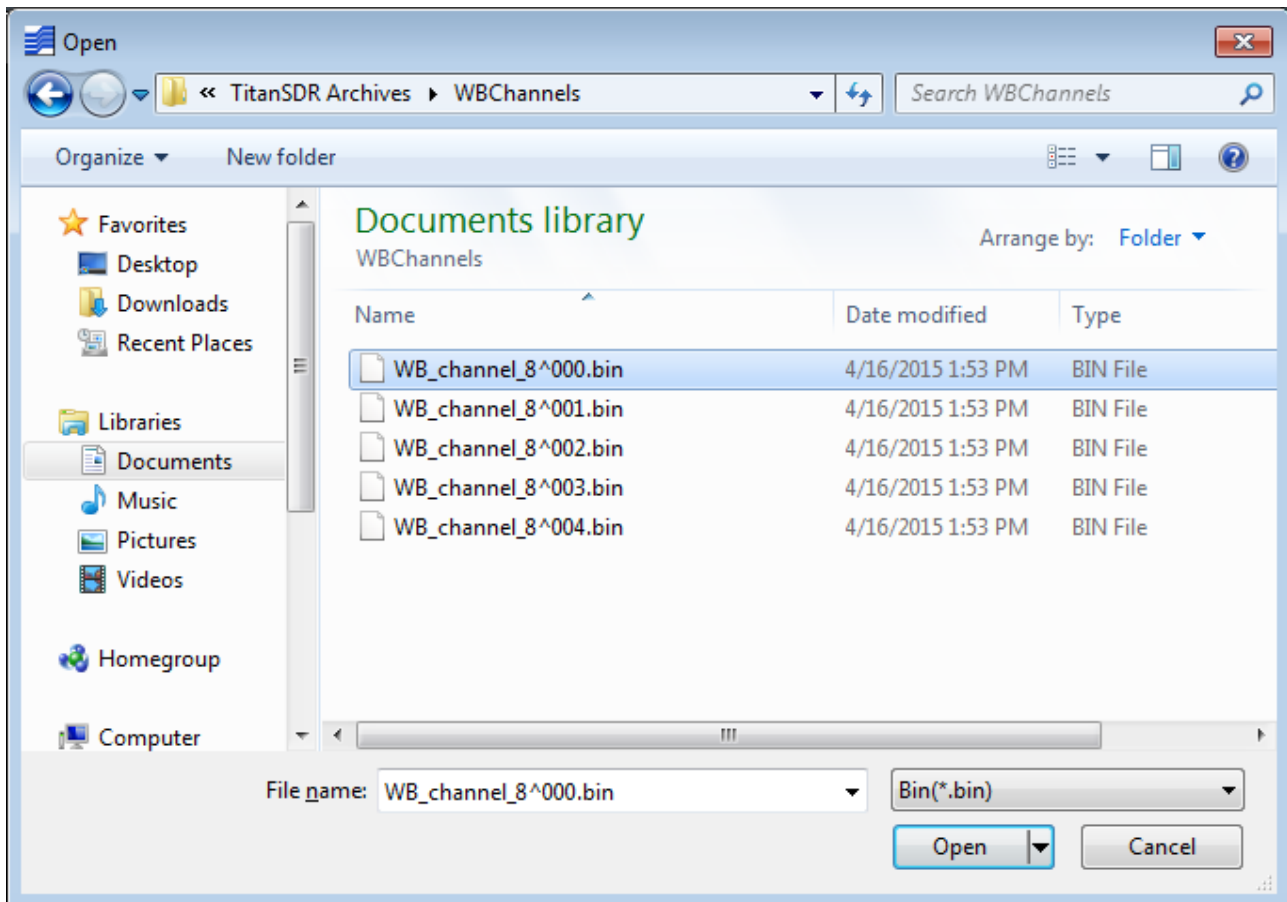 Open
« TitanSDR Archives ▸ WBChannels
Search WBChannels
Organize New folder
Favorites
Desktop
Downloads
Recent Places
Libraries
Documents
Music
Pictures
Videos
Homegroup
Computer
Documents library
WBChannels
Arrange by: Folder
Name Date modified Type
WB_channel_8^000.bin 4/16/2015 1:53 PM BIN File
WB_channel_8^001.bin 4/16/2015 1:53 PM BIN File
WB_channel_8^002.bin 4/16/2015 1:53 PM BIN File
WB_channel_8^003.bin 4/16/2015 1:53 PM BIN File
WB_channel_8^004.bin 4/16/2015 1:53 PM BIN File
File name: WB_channel_8^000.bin Bin(*.bin)
Open Cancel